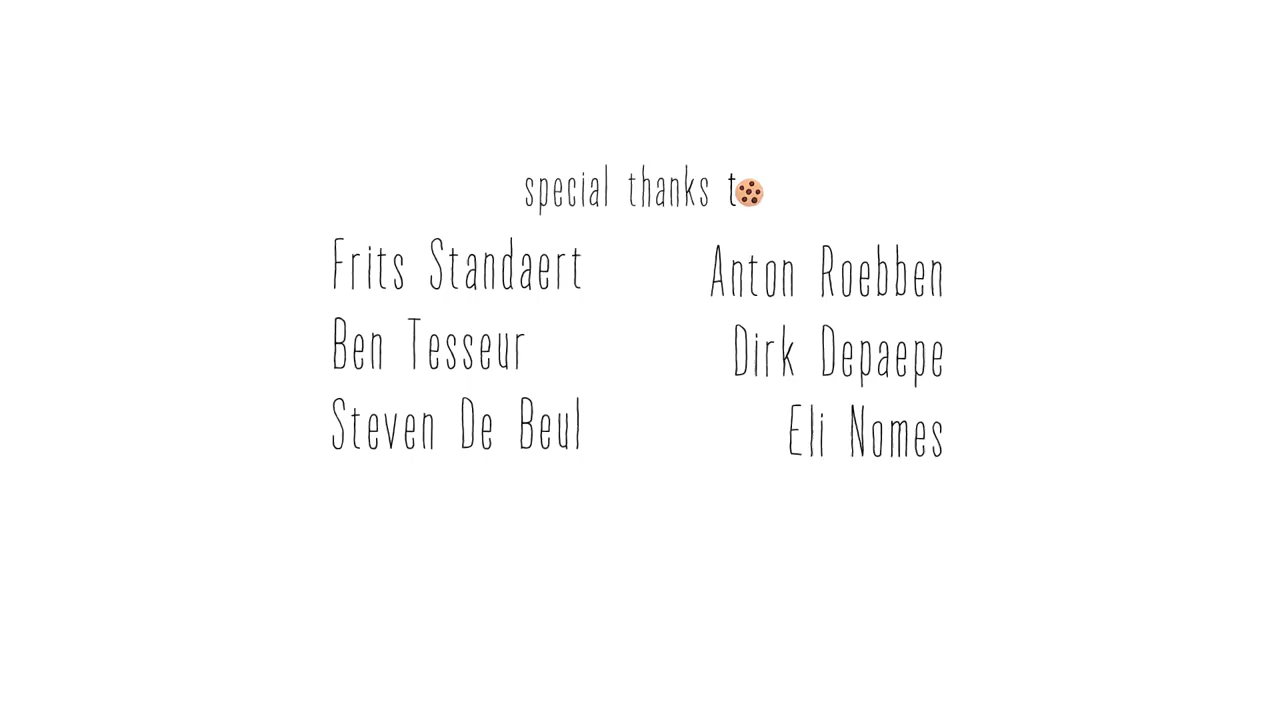 special thanks t
Frits Standaert
Ben Tesseur
Steven De Beul
Anton Roebben
Dirk Depaepe
Eli Nomes